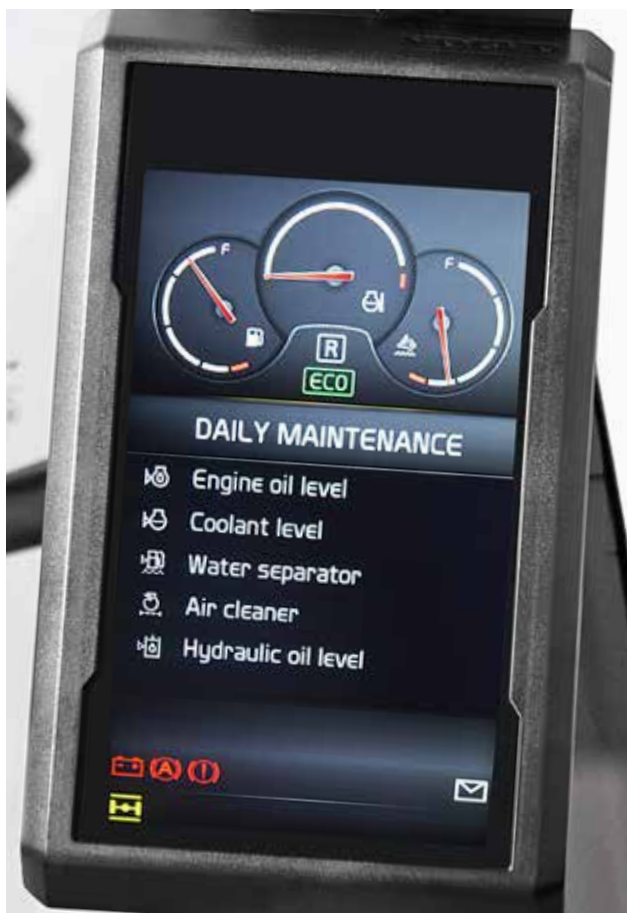 F
F
R
ECO
DAILY MAINTENANCE
Engine oil level
Coolant level
Water separator
Air cleaner
Hydraulic oil level